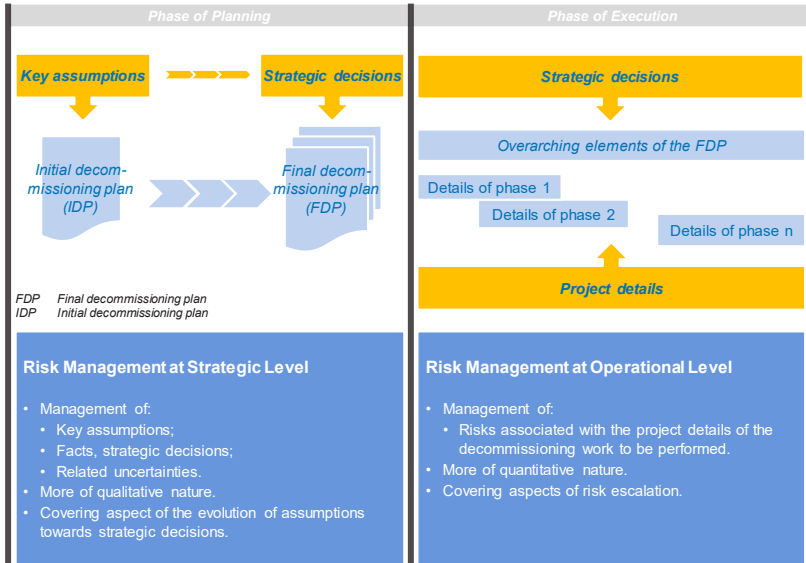 Phase of Planning
Key assumptions
Strategic decisions
Initial decom-
missioning plan
(IDP)
Final decom-
missioning plan
(FDP)
FDP Final decommissioning plan
IDP Initial decommissioning plan
Risk Management at Strategic Level
• Management of:
• Key assumptions;
• Facts, strategic decisions;
• Related uncertainties.
• More of qualitative nature.
• Covering aspect of the evolution of assumptions
towards strategic decisions.
Phase of Execution
Strategic decisions
Overarching elements of the FDP
Details of phase 1
Details of phase 2
Details of phase n
Project details
Risk Management at Operational Level
• Management of:
• Risks associated with the project details of the
decommissioning work to be performed.
• More of quantitative nature.
• Covering aspects of risk escalation.